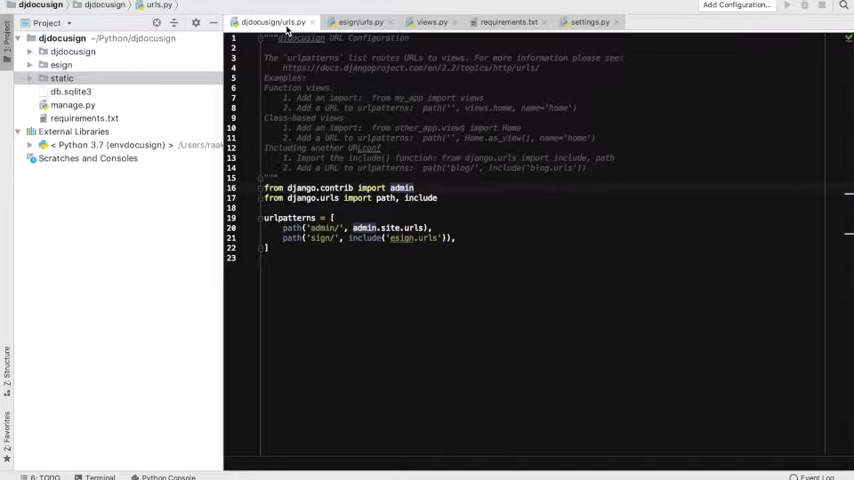 djdocusign
djdocusign
urls.py
Add Configuration...
Project
djdocusign/urls.py
esign/urls.py
views.py
requirements.txt
settings.py
1: Project
djdocusign ~/Python/djdocusign
djdocusign
esign
static
db.sqlite3
manage.py
requirements.txt
External Libraries
< Python 3.7 (envdocusign) > /Users/raak
Scratches and Consoles
1 """djdocusign URL Configuration
2
3 The `urlpatterns` list routes URLs to views. For more information please see:
4 https://docs.djangoproject.com/en/2.2/topics/http/urls/
5 Examples:
6 Function views
7 1. Add an import: from my_app import views
8 2. Add a URL to urlpatterns: path('', views.home, name='home')
9 Class-based views
10 1. Add an import: from other_app.views import Home
11 2. Add a URL to urlpatterns: path('', Home.as_view(), name='home')
12 Including another URLconf
13 1. Import the include() function: from django.urls import include, path
14 2. Add a URL to urlpatterns: path('blog/', include('blog.urls'))
15 """
16 from django.contrib import admin
17 from django.urls import path, include
18
19 urlpatterns = [
20 path('admin/', admin.site.urls),
21 path('sign/', include('esign.urls')),
22 ]
23
7: Structure
2: Favorites
6: TODO
Terminal
Python Console
Event Log